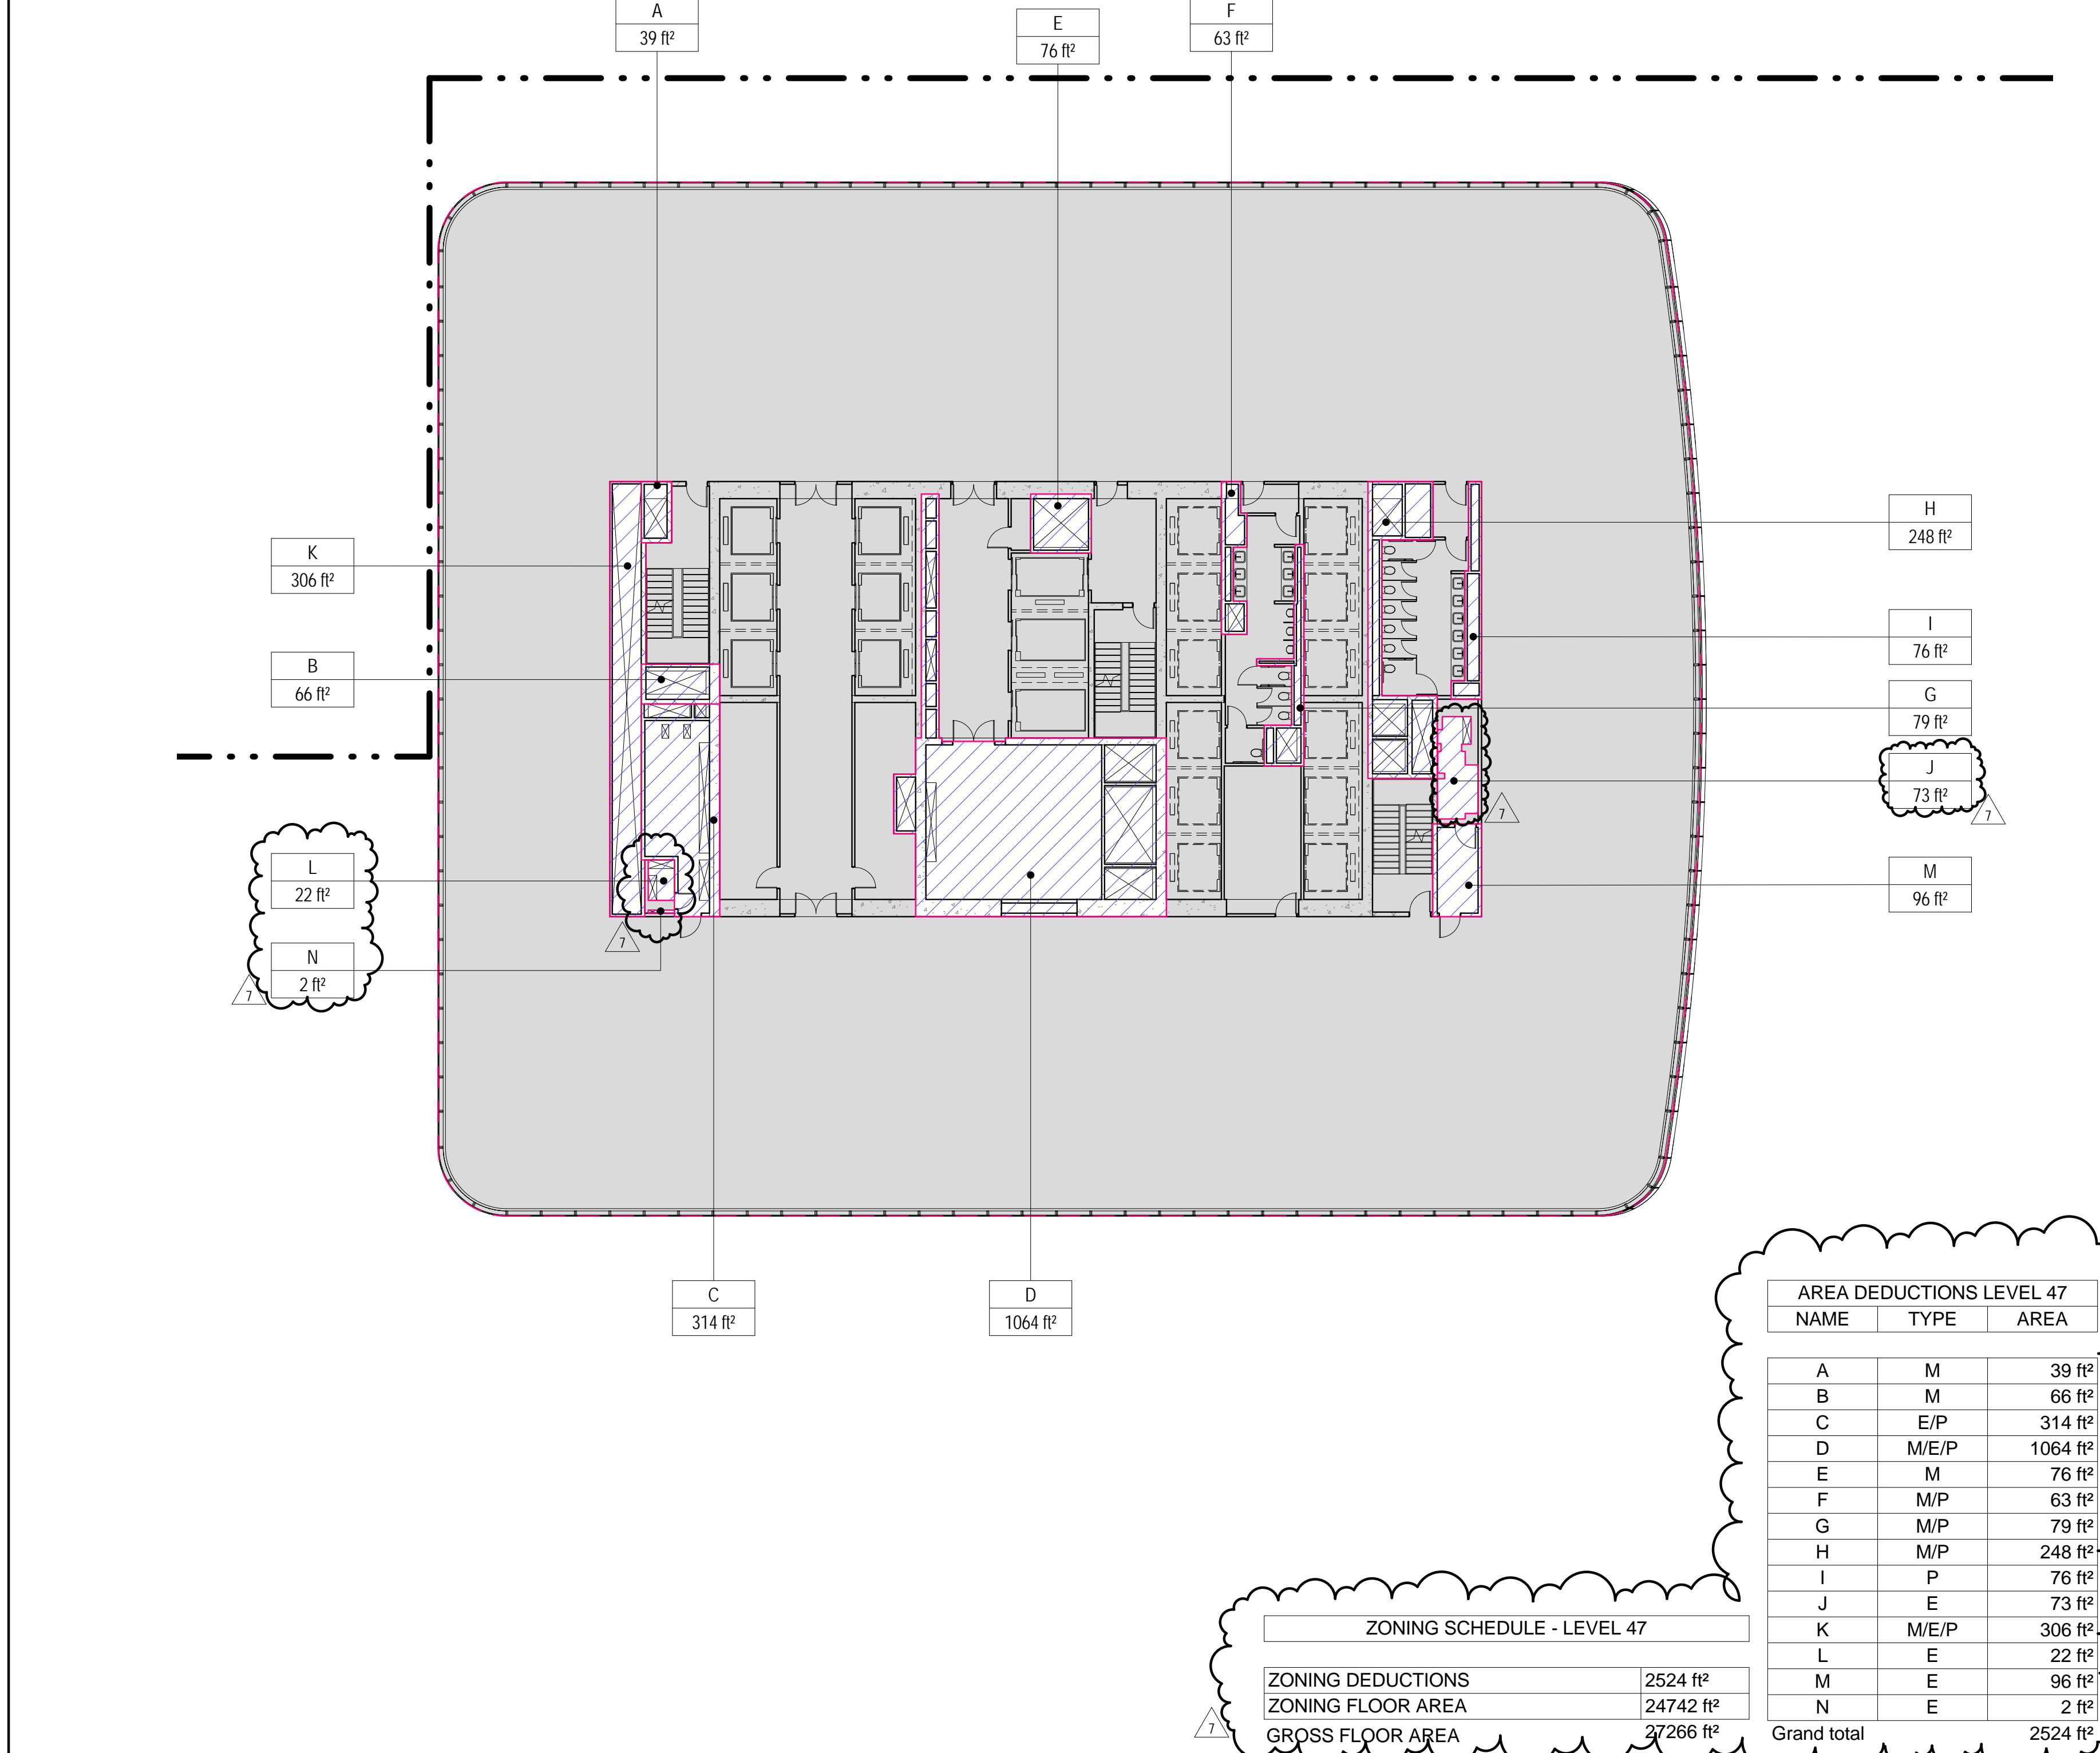 A
39 ft²
E
76 ft²
F
63 ft²
K
306 ft²
B
66 ft²
L
22 ft²
N
2 ft²
7
7
H
248 ft²
I
76 ft²
G
79 ft²
J
73 ft²
7
7
M
96 ft²
C
314 ft²
D
1064 ft²
AREA DEDUCTIONS LEVEL 47
NAME TYPE AREA
A M 39 ft²
B M 66 ft²
C E/P 314 ft²
D M/E/P 1064 ft²
E M 76 ft²
F M/P 63 ft²
G M/P 79 ft²
H M/P 248 ft²
I P 76 ft²
J E 73 ft²
K M/E/P 306 ft²
L E 22 ft²
M E 96 ft²
N E 2 ft²
Grand total 2524 ft²
ZONING SCHEDULE - LEVEL 47
ZONING DEDUCTIONS 2524 ft²
ZONING FLOOR AREA 24742 ft²
GROSS FLOOR AREA 27266 ft²
7